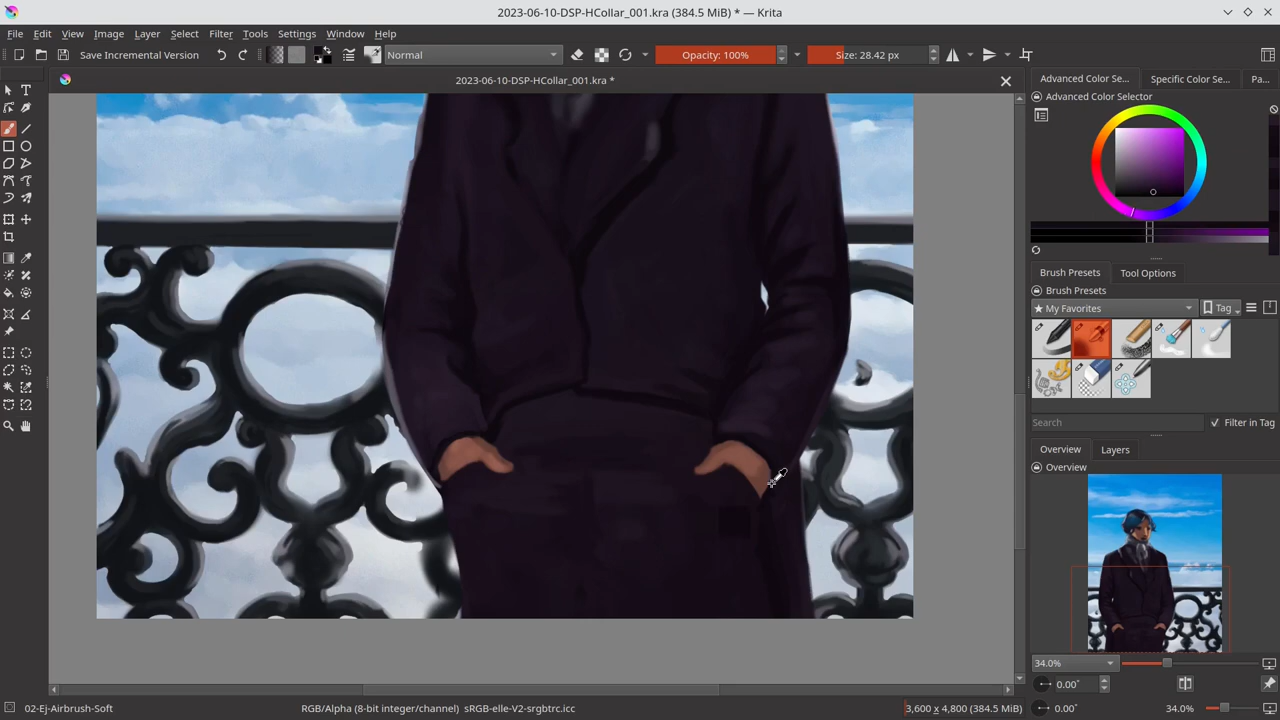 2023-06-10-DSP-HCollar_001.kra (384.5 MiB) * — Krita
File Edit View Image Layer Select Filter Tools Settings Window Help
Save Incremental Version Normal Opacity: 100% Size: 28.42 px
2023-06-10-DSP-HCollar_001.kra *
Advanced Color Se... Specific Color Se... Pa...
Advanced Color Selector
Brush Presets Tool Options
Brush Presets
★ My Favorites Tag
Search Filter in Tag
Overview Layers
Overview
34.0%
0.00°
02-Ej-Airbrush-Soft RGB/Alpha (8-bit integer/channel) sRGB-elle-V2-srgbtrc.icc 3,600 x 4,800 (384.5 MiB) 0.00° 34.0%